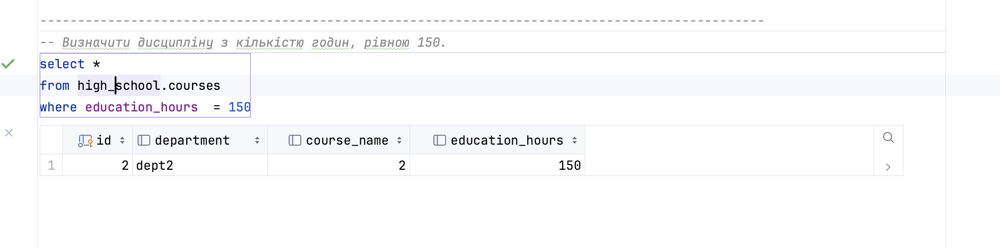 ------------------------------------------------------------------------------------------------
-- Визначити дисципліну з кількістю годин, рівною 150.
select *
from high_school.courses
where education_hours  = 150
id department course_name education_hours
1 2 dept2 2 150